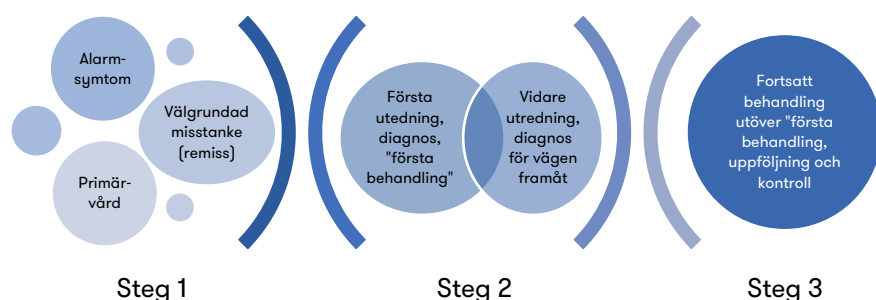 Alarm-
symtom
Välgrundad
misstanke
(remiss)
Primär-
vård
Första
utedning,
diagnos,
"första
behandling"
Vidare
utredning,
diagnos
för vägen
framåt
Fortsatt
behandling
utöver "första
behandling,
uppföljning och
kontroll
Steg 1
Steg 2
Steg 3